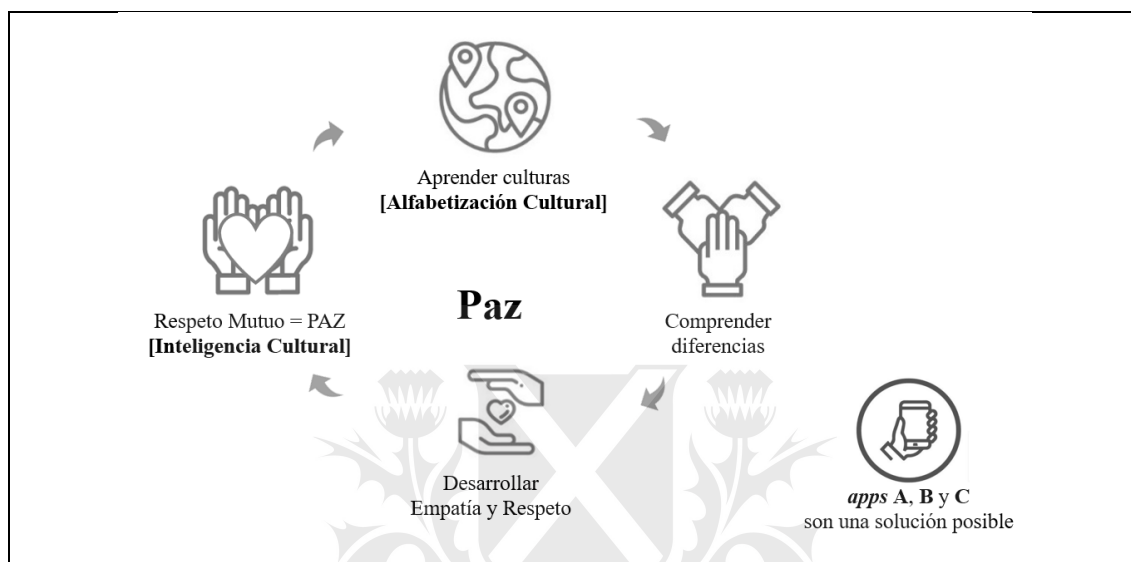 Aprender culturas
[Alfabetización Cultural]
Respeto Mutuo = PAZ
[Inteligencia Cultural]
Paz
Comprender
diferencias
Desarrollar
Empatía y Respeto
apps A, B y C
son una solución posible